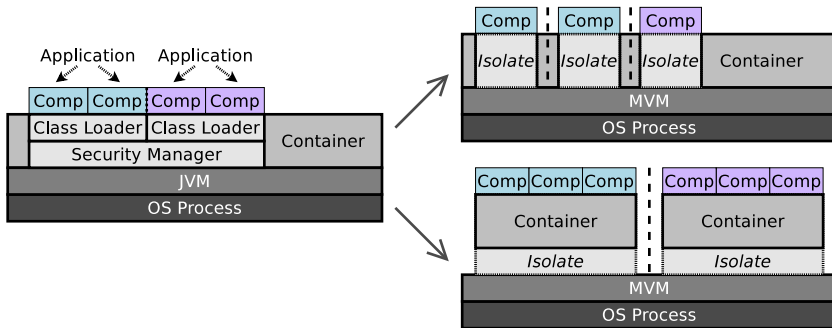 Application Application
Comp Comp Comp Comp
Class Loader Class Loader
Container
Security Manager
JVM
OS Process
Comp Comp Comp
Isolate Isolate Isolate Container
MVM
OS Process
Comp Comp Comp Comp Comp Comp
Container Container
Isolate Isolate
MVM
OS Process